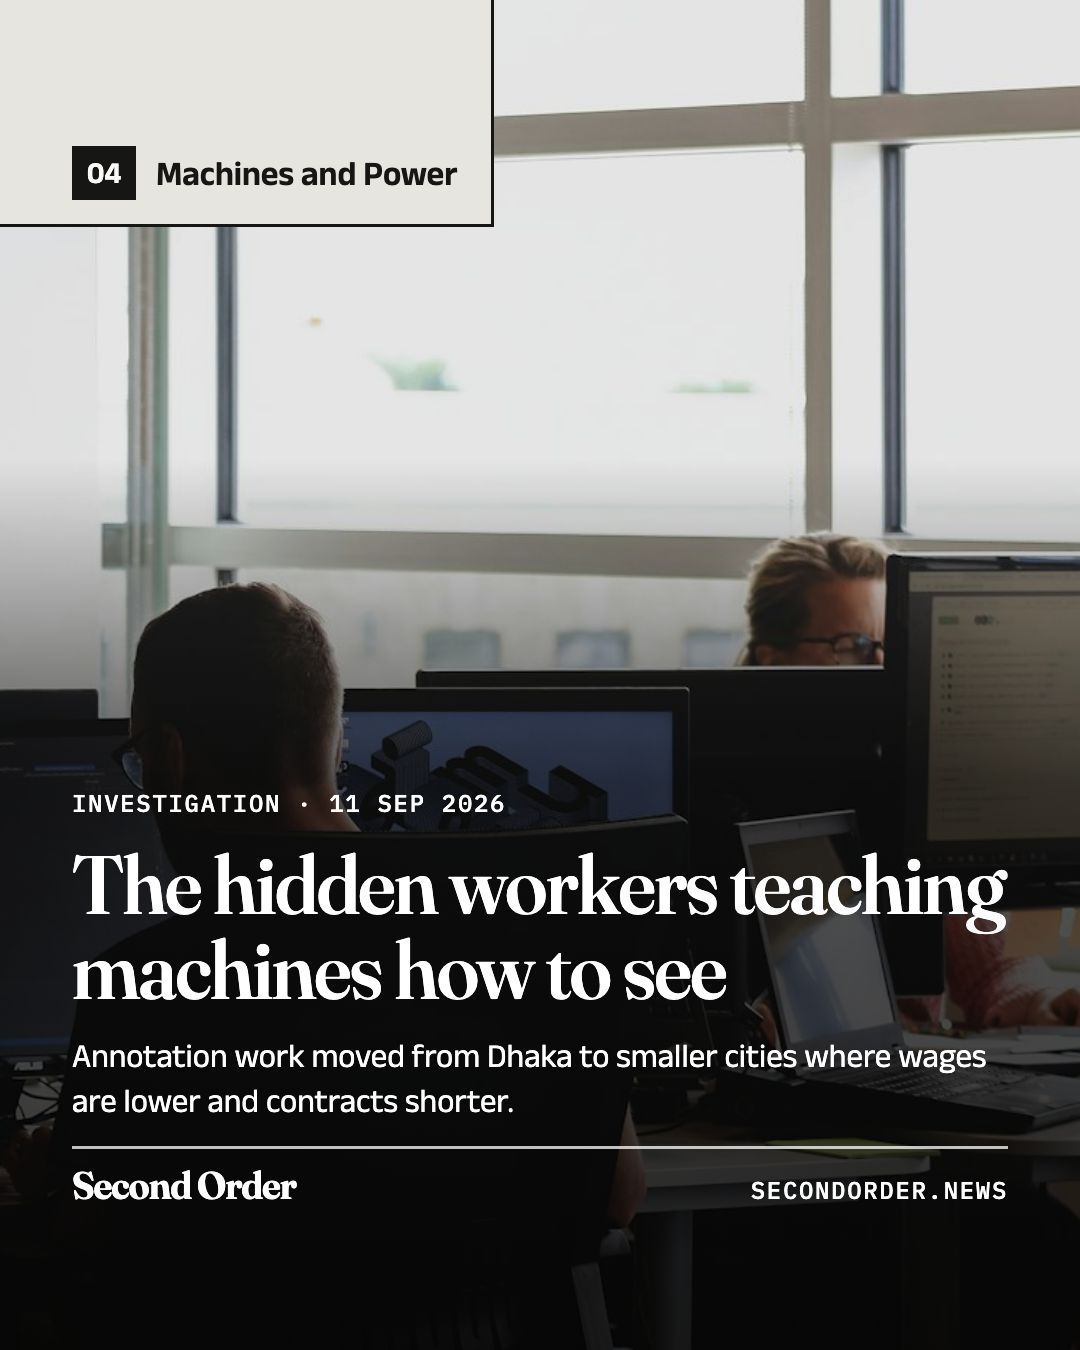 04 Machines and Power
INVESTIGATION · 11 SEP 2026
The hidden workers teaching
machines how to see
Annotation work moved from Dhaka to smaller cities where wages
are lower and contracts shorter.
Second Order
SECONDORDER.NEWS